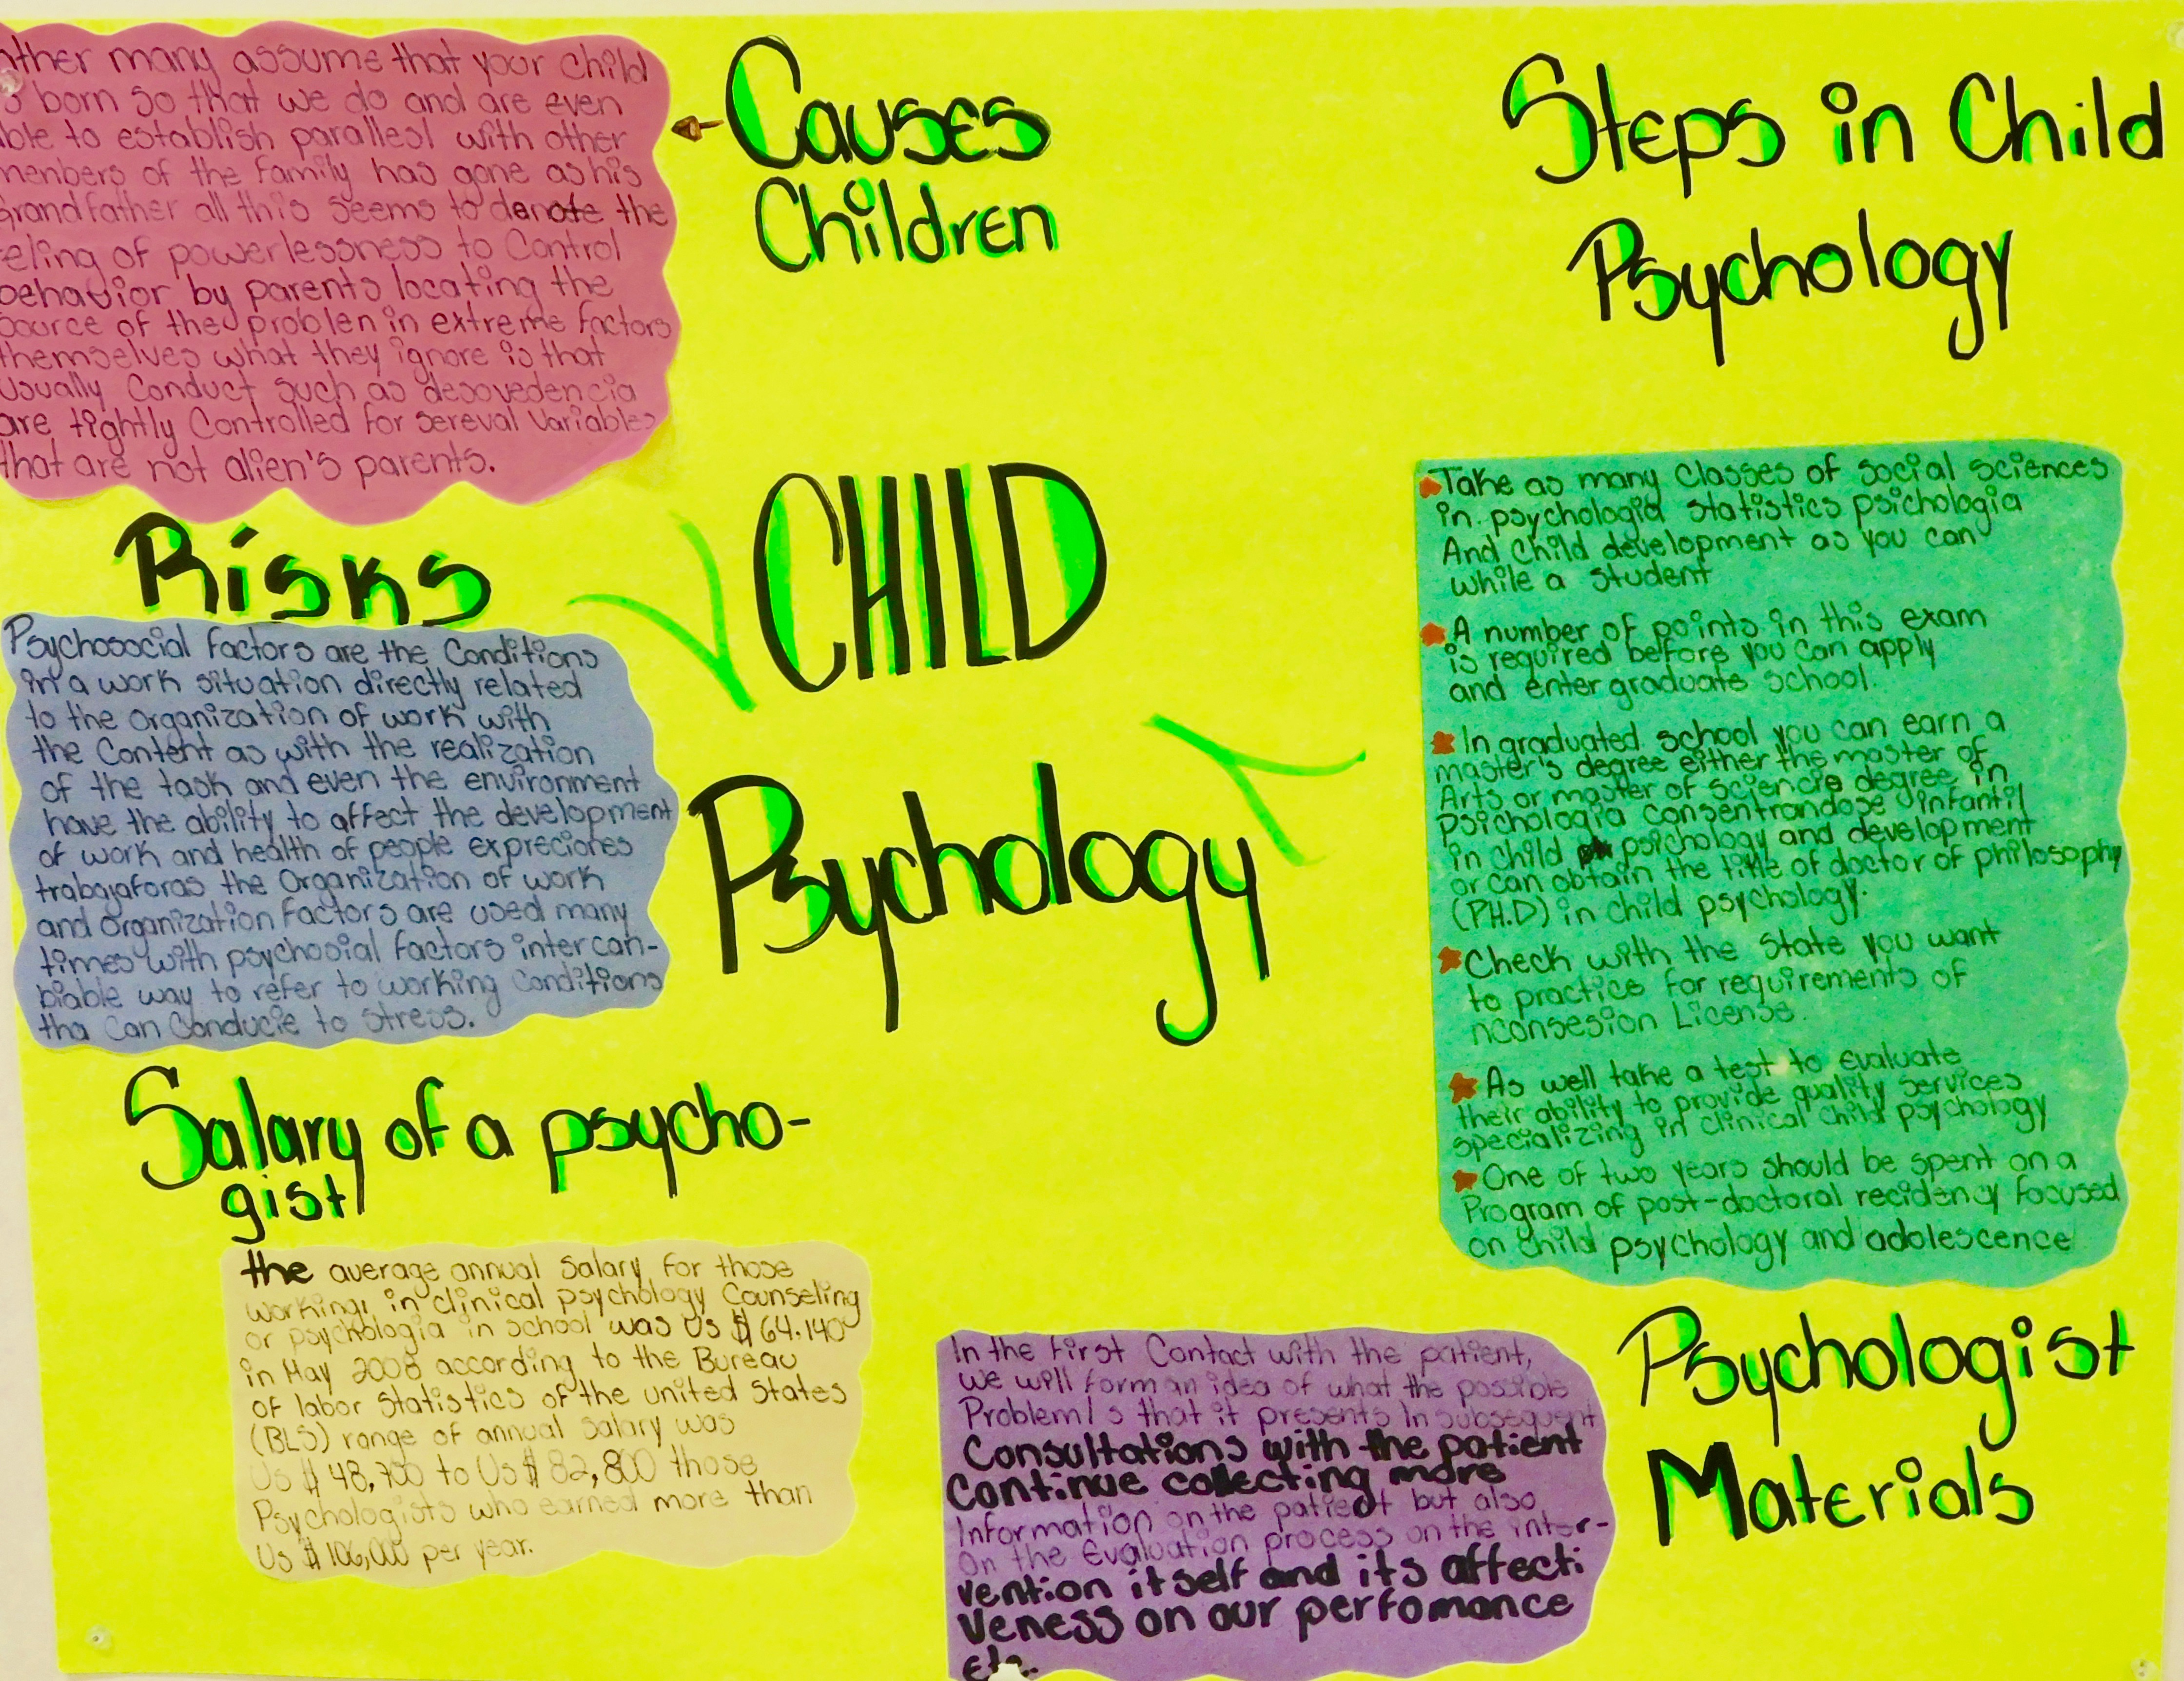 Causes
Children
many assume that your child
born so that we do and are even
to establish parallesl with other
of the family has gone as his
Grandfather all this seems to denote the
of powerlessness to Control
behavior by parents locating the
source of the problen in extreme factors
themselves what they ignore is that
Usually Conduct such as desovedencia
are tightly Controlled for sereval Variables
that are not alien's parents.
Steps in Child
Psychology
Take as many Classes of social sciences
in psychologia statistics psichologia
And Child development as you can
while a student
A number of points in this exam
is required before you can apply
and enter graduate school.
In graduated school you can earn a
master's degree either the master of
Arts or master of sciencie degree in
Psichologia consentrandose infantil
in child psichology and development
or can obtain the title of doctor of philosophy
(PH.D) in child psychology.
Check with the State you want
to practice for requirements of
nconsesion License.
As well take a test to evaluate
their ability to provide quality services
specializing in clinical child psychology
One of two years should be spent on a
Program of post-doctoral recidency focused
on child psychology and adolescence
CHILD
Psychology
Risks
Psychosocial Factors are the Conditions
in a work situation directly related
to the Organization of work with
the Content as with the realization
of the task and even the environment
have the ability to affect the development
of work and health of people expreciones
trabajaforas the Organization of work
and Organization Factors are used many
times with psychosial factors intercan-
biable way to refer to working Conditions
tha Can Conducie to stress.
Salary of a psycho-
gist
the average annual Salary for those
working, in clinical psychology Counseling
or psychologia in school was Us $ 64.140
in May 2008 according to the Bureau
of labor Statistics of the united States
(BLS) range of annual Salary was
Us $ 48,700 to Us $ 82,800 those
Psychologists who earned more than
Us $ 106,000 per year.
Psychologist
Materials
In the First Contact with the patient,
we will form an idea of what the possible
Problem/s that it presents In subsequent
Consultations with the patient
Continue collecting more
Information on the patient but also
on the Evaluation process on the inter-
vention itself and its affecti
veness on our perfomance
Etc.